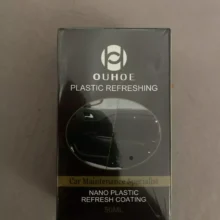 OUHOE
PLASTIC REFRESHING
Car Maintenance Specialist
NANO PLASTIC
REFRESH COATING